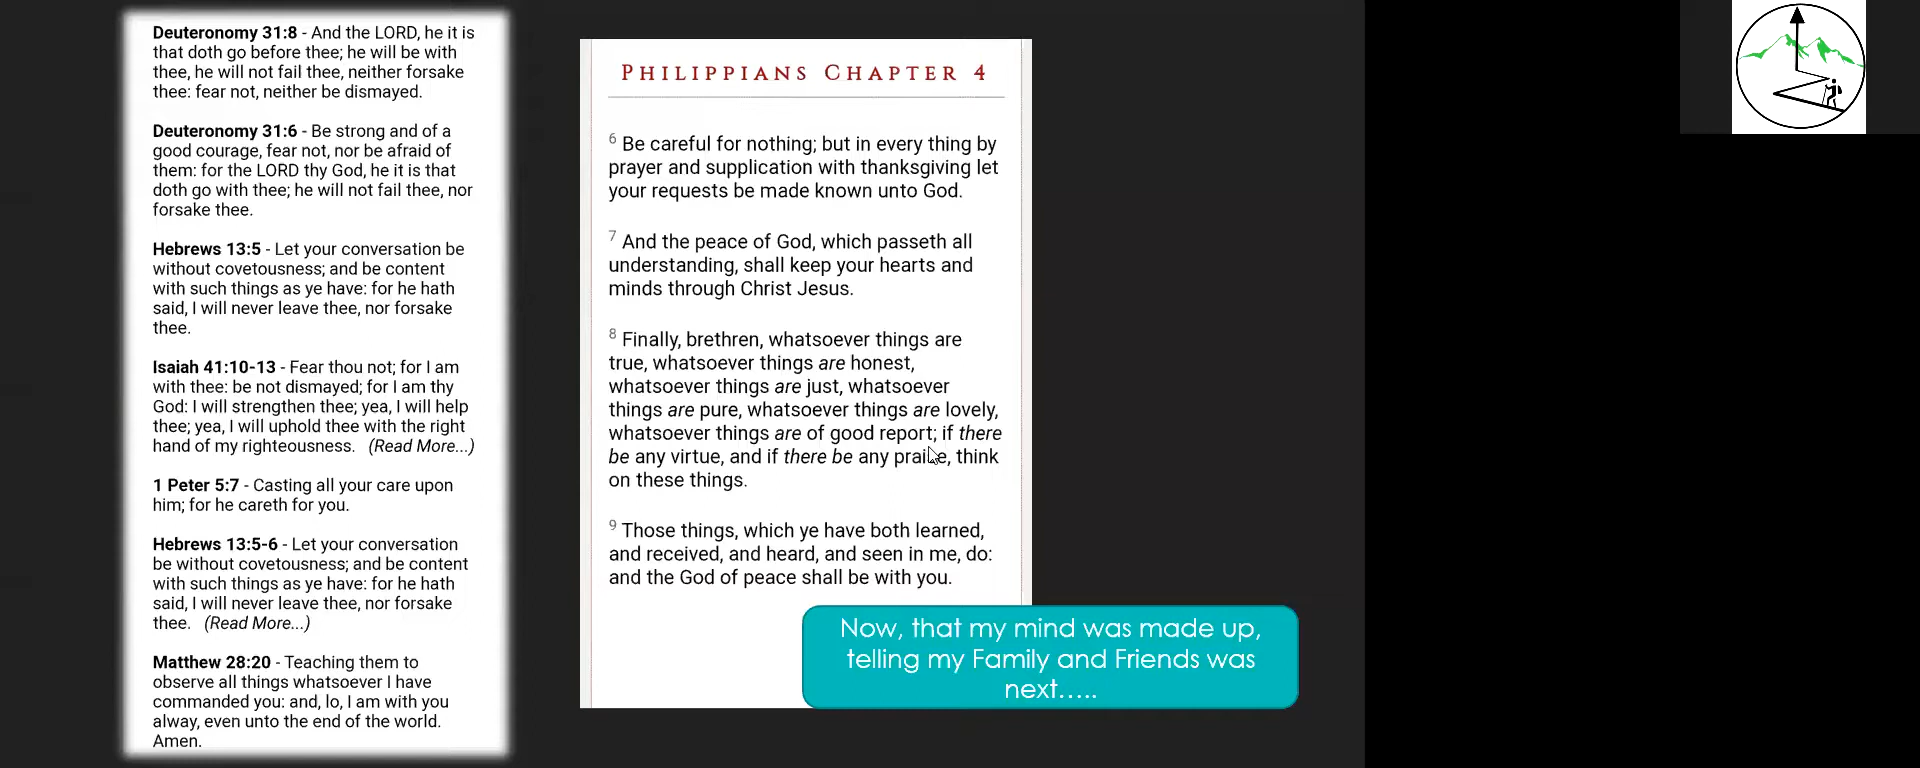 Deuteronomy 31:8 - And the LORD, he it is
that doth go before thee; he will be with
thee, he will not fail thee, neither forsake
thee: fear not, neither be dismayed.
Deuteronomy 31:6 - Be strong and of a
good courage, fear not, nor be afraid of
them: for the LORD thy God, he it is that
doth go with thee; he will not fail thee, nor
forsake thee.
Hebrews 13:5 - Let your conversation be
without covetousness; and be content
with such things as ye have: for he hath
said, I will never leave thee, nor forsake
thee.
Isaiah 41:10-13 - Fear thou not; for I am
with thee: be not dismayed; for I am thy
God: I will strengthen thee; yea, I will help
thee; yea, I will uphold thee with the right
hand of my righteousness. (Read More...)
1 Peter 5:7 - Casting all your care upon
him; for he careth for you.
Hebrews 13:5-6 - Let your conversation
be without covetousness; and be content
with such things as ye have: for he hath
said, I will never leave thee, nor forsake
thee. (Read More...)
Matthew 28:20 - Teaching them to
observe all things whatsoever I have
commanded you: and, lo, I am with you
alway, even unto the end of the world.
Amen.
PHILIPPIANS CHAPTER 4
6 Be careful for nothing; but in every thing by
prayer and supplication with thanksgiving let
your requests be made known unto God.
7 And the peace of God, which passeth all
understanding, shall keep your hearts and
minds through Christ Jesus.
8 Finally, brethren, whatsoever things are
true, whatsoever things are honest,
whatsoever things are just, whatsoever
things are pure, whatsoever things are lovely,
whatsoever things are of good report; if there
be any virtue, and if there be any praise, think
on these things.
9 Those things, which ye have both learned,
and received, and heard, and seen in me, do:
and the God of peace shall be with you.
Now, that my mind was made up,
telling my Family and Friends was
next.....